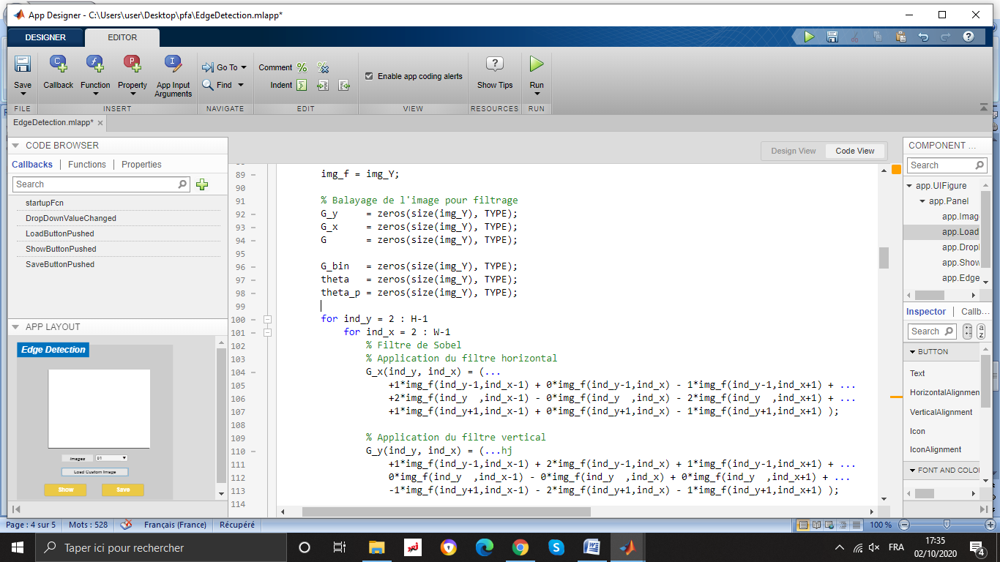 App Designer - C:\Users\user\Desktop\pfa\EdgeDetection.mlapp*
DESIGNER
EDITOR
Save
Callback
Function
Property
App Input Arguments
Go To
Find
Comment
Indent
Enable app coding alerts
Show Tips
Run
FILE
INSERT
NAVIGATE
EDIT
VIEW
RESOURCES
RUN
EdgeDetection.mlapp*
CODE BROWSER
Callbacks
Functions
Properties
Search
startupFcn
DropDownValueChanged
LoadButtonPushed
ShowButtonPushed
SaveButtonPushed
APP LAYOUT
Edge Detection
Images
01
Load Custom Image
Show
Save
Design View
Code View
89 - img_f = img_Y;
90
91 % Balayage de l'image pour filtrage
92 - G_y     = zeros(size(img_Y), TYPE);
93 - G_x     = zeros(size(img_Y), TYPE);
94 - G       = zeros(size(img_Y), TYPE);
95
96 - G_bin   = zeros(size(img_Y), TYPE);
97 - theta   = zeros(size(img_Y), TYPE);
98 - theta_p = zeros(size(img_Y), TYPE);
99
100 - for ind_y = 2 : H-1
101 - for ind_x = 2 : W-1
102 % Filtre de Sobel
103 % Application du filtre horizontal
104 - G_x(ind_y, ind_x) = (...
105 +1*img_f(ind_y-1,ind_x-1) + 0*img_f(ind_y-1,ind_x) - 1*img_f(ind_y-1,ind_x+1) + ...
106 +2*img_f(ind_y  ,ind_x-1) - 0*img_f(ind_y  ,ind_x) - 2*img_f(ind_y  ,ind_x+1) + ...
107 +1*img_f(ind_y+1,ind_x-1) + 0*img_f(ind_y+1,ind_x) - 1*img_f(ind_y+1,ind_x+1) );
108
109 % Application du filtre vertical
110 - G_y(ind_y, ind_x) = (...hj
111 +1*img_f(ind_y-1,ind_x-1) + 2*img_f(ind_y-1,ind_x) + 1*img_f(ind_y-1,ind_x+1) + ...
112 0*img_f(ind_y  ,ind_x-1) - 0*img_f(ind_y  ,ind_x) + 0*img_f(ind_y  ,ind_x+1) + ...
113 -1*img_f(ind_y+1,ind_x-1) - 2*img_f(ind_y+1,ind_x) - 1*img_f(ind_y+1,ind_x+1) );
114
COMPONENT ...
Search
app.UIFigure
app.Panel
app.Imag
app.Load
app.Dropl
app.Show
app.Edge
Inspector
Callb...
Search
BUTTON
Text
HorizontalAlignmen
VerticalAlignment
Icon
IconAlignment
FONT AND COLO
Page : 4 sur 5
Mots : 528
Français (France)
Récupéré
100 %
Taper ici pour rechercher
FRA
17:35
02/10/2020
4